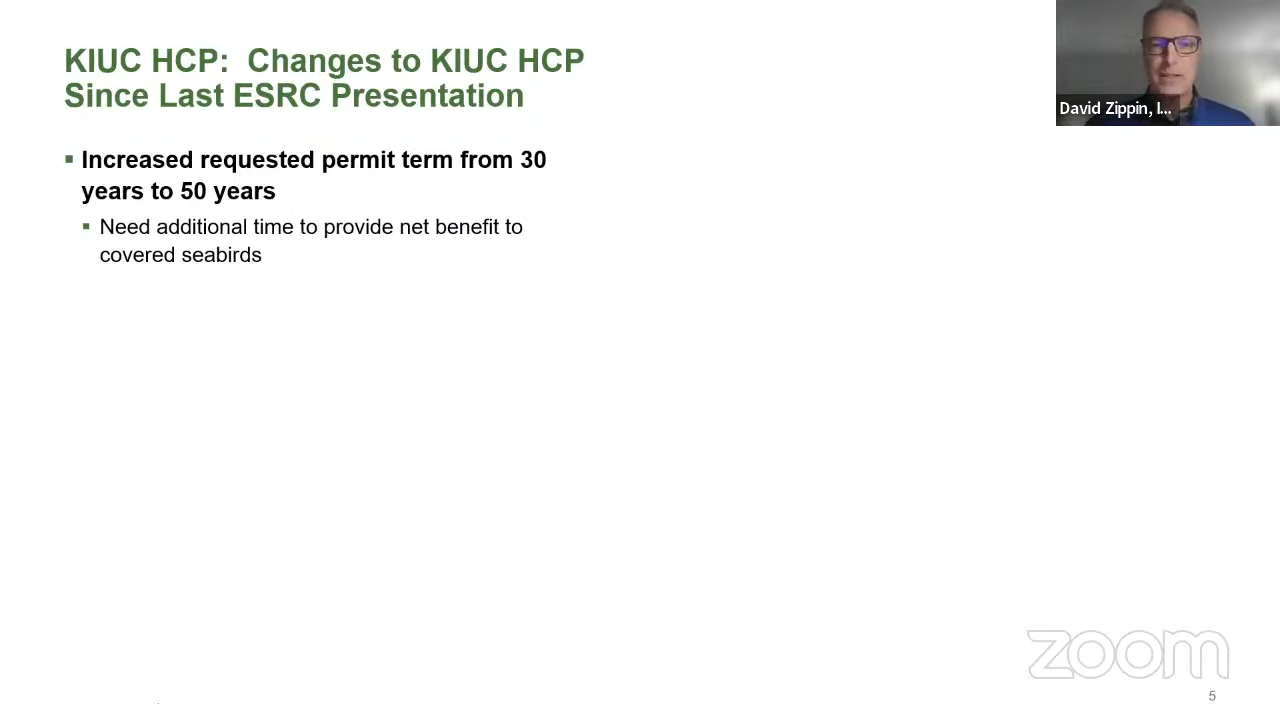 KIUC HCP: Changes to KIUC HCP
Since Last ESRC Presentation
David Zippin, I...
▪ Increased requested permit term from 30
years to 50 years
▪ Need additional time to provide net benefit to
covered seabirds
zoom
5